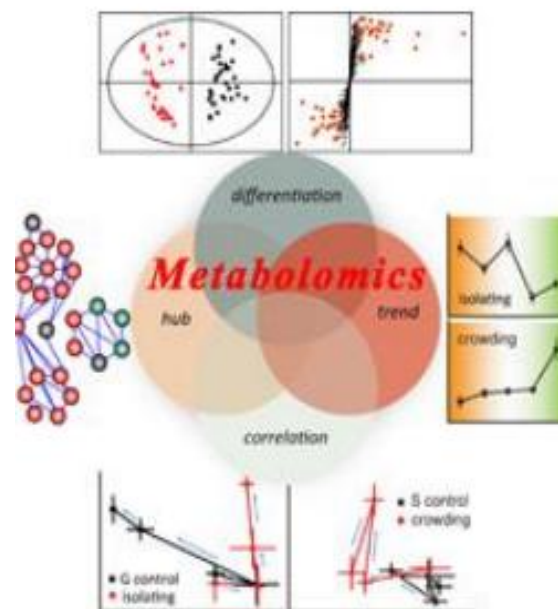 differentiation
Metabolomics
hub
trend
isolating
crowding
correlation
G control
isolating
S control
crowding